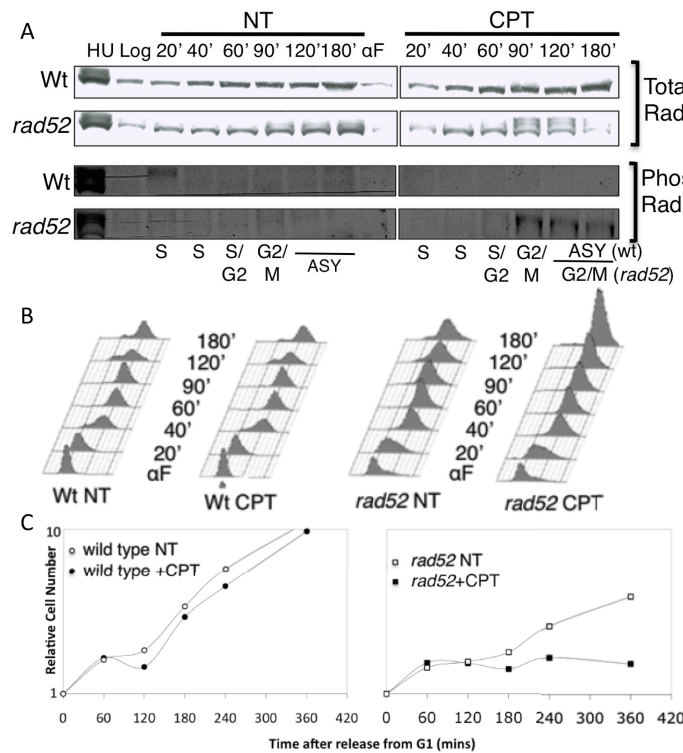 A
NT
CPT
HU Log 20' 40' 60' 90' 120' 180' αF
20' 40' 60' 90' 120' 180'
Wt
rad52
Tota
Rad
Wt
rad52
Phos
Rad
S S S/ G2/
G2 M
ASY
S S S/ G2/ ASY (wt)
G2 M G2/M (rad52)
B
180'
120'
90'
60'
40'
20'
αF
Wt NT
Wt CPT
180'
120'
90'
60'
40'
20'
αF
rad52 NT
rad52 CPT
C
Relative Cell Number
10
1
wild type NT
wild type +CPT
0 60 120 180 240 300 360 420
rad52 NT
rad52+CPT
0 60 120 180 240 300 360 420
Time after release from G1 (mins)